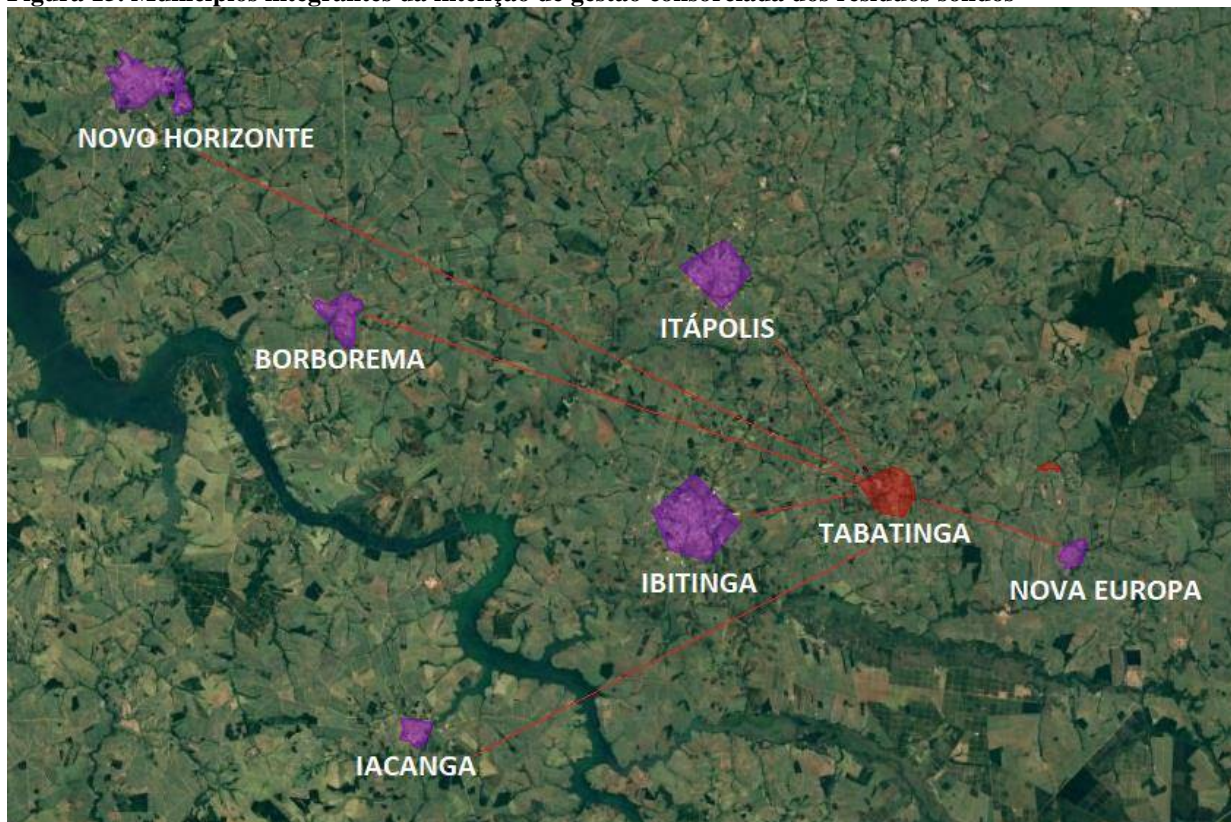 NOVO HORIZONTE
ITÁPOLIS
BORBOREMA
TABATINGA
IBITINGA
NOVA EUROPA
IACANGA